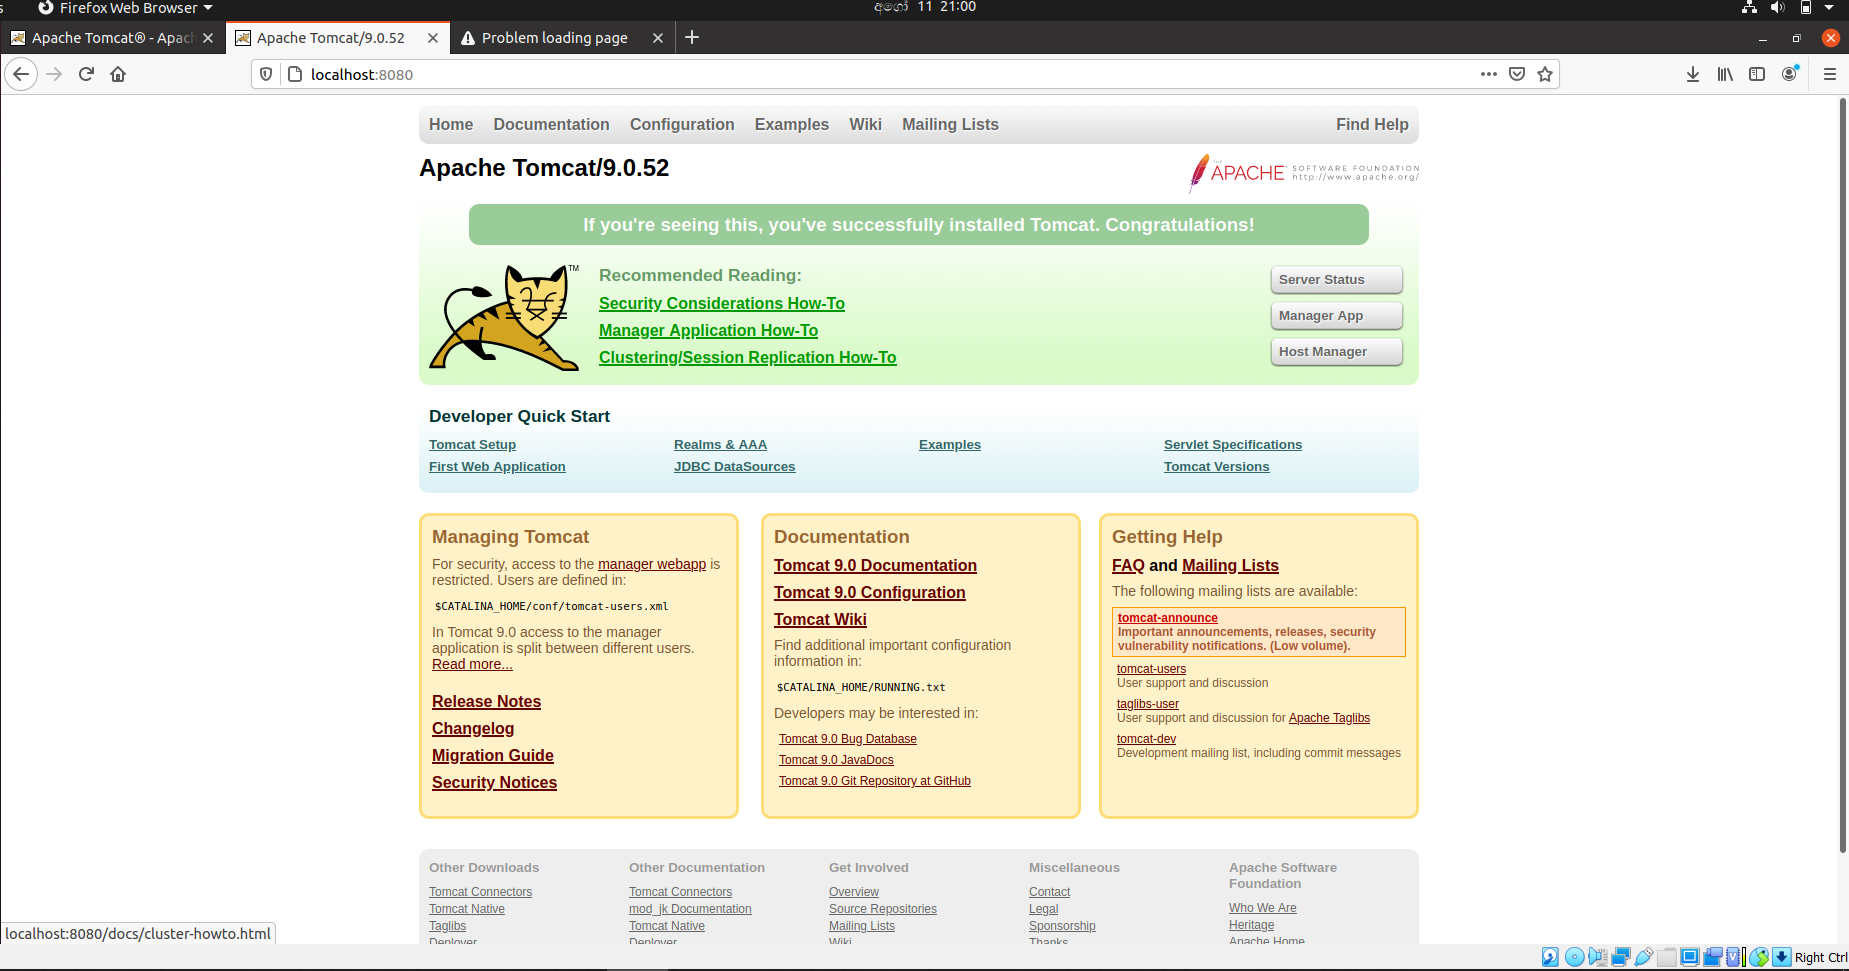 Firefox Web Browser
අගෝ 11 21:00
Apache Tomcat® - Apac
Apache Tomcat/9.0.52
Problem loading page
localhost:8080
Home Documentation Configuration Examples Wiki Mailing Lists Find Help
Apache Tomcat/9.0.52
THE APACHE SOFTWARE FOUNDATION
http://www.apache.org/
If you're seeing this, you've successfully installed Tomcat. Congratulations!
TM
Recommended Reading:
Security Considerations How-To
Manager Application How-To
Clustering/Session Replication How-To
Server Status
Manager App
Host Manager
Developer Quick Start
Tomcat Setup
First Web Application
Realms & AAA
JDBC DataSources
Examples
Servlet Specifications
Tomcat Versions
Managing Tomcat
For security, access to the manager webapp is
restricted. Users are defined in:
$CATALINA_HOME/conf/tomcat-users.xml
In Tomcat 9.0 access to the manager
application is split between different users.
Read more...
Release Notes
Changelog
Migration Guide
Security Notices
Documentation
Tomcat 9.0 Documentation
Tomcat 9.0 Configuration
Tomcat Wiki
Find additional important configuration
information in:
$CATALINA_HOME/RUNNING.txt
Developers may be interested in:
Tomcat 9.0 Bug Database
Tomcat 9.0 JavaDocs
Tomcat 9.0 Git Repository at GitHub
Getting Help
FAQ and Mailing Lists
The following mailing lists are available:
tomcat-announce
Important announcements, releases, security
vulnerability notifications. (Low volume).
tomcat-users
User support and discussion
taglibs-user
User support and discussion for Apache Taglibs
tomcat-dev
Development mailing list, including commit messages
Other Downloads
Tomcat Connectors
Tomcat Native
Taglibs
Deployer
Other Documentation
Tomcat Connectors
mod_jk Documentation
Tomcat Native
Deployer
Get Involved
Overview
Source Repositories
Mailing Lists
Wiki
Miscellaneous
Contact
Legal
Sponsorship
Thanks
Apache Software
Foundation
Who We Are
Heritage
Apache Home
localhost:8080/docs/cluster-howto.html
Right Ctrl